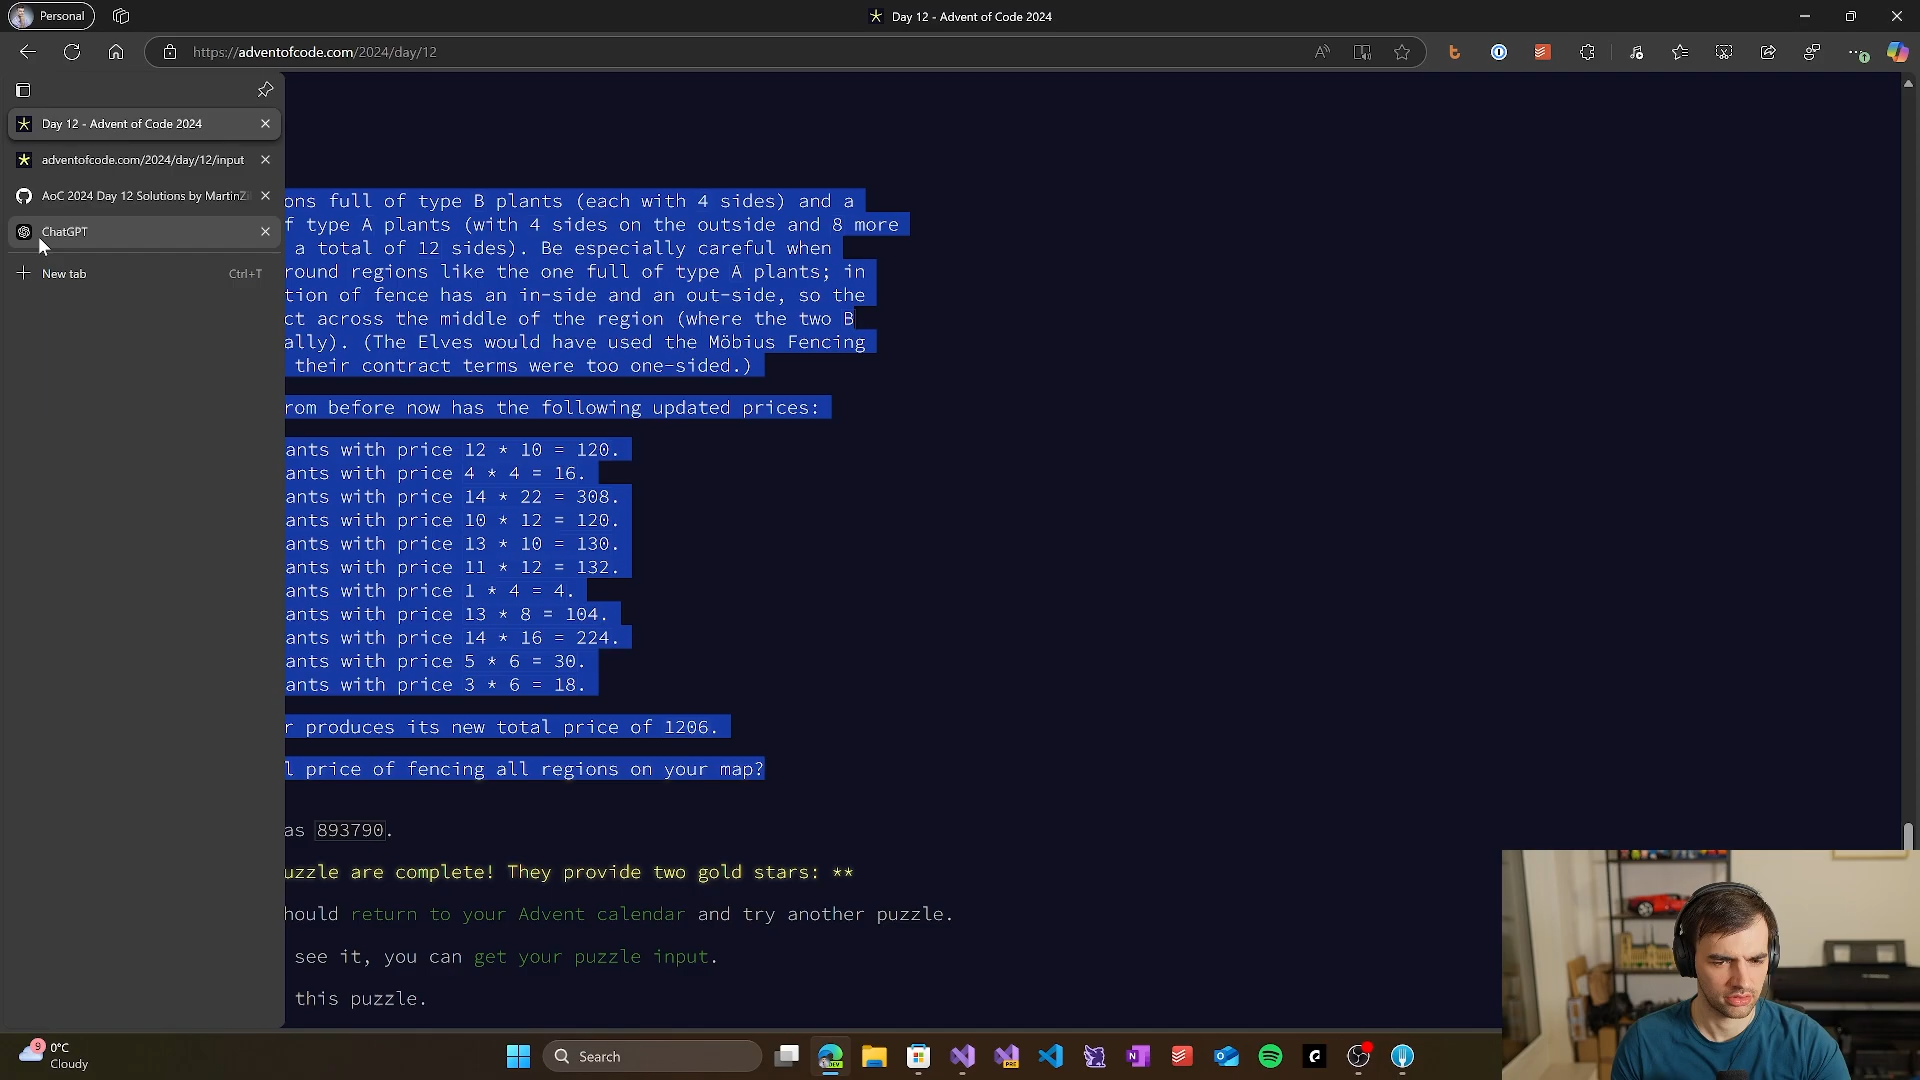 Personal
Day 12 - Advent of Code 2024
https://adventofcode.com/2024/day/12
Day 12 - Advent of Code 2024
adventofcode.com/2024/day/12/input
AoC 2024 Day 12 Solutions by MartinZi
ChatGPT
New tab Ctrl+T
ons full of type B plants (each with 4 sides) and a
f type A plants (with 4 sides on the outside and 8 more
a total of 12 sides). Be especially careful when
round regions like the one full of type A plants; in
tion of fence has an in-side and an out-side, so the
ct across the middle of the region (where the two B
ally). (The Elves would have used the Möbius Fencing
their contract terms were too one-sided.)
rom before now has the following updated prices:
ants with price 12 * 10 = 120.
ants with price 4 * 4 = 16.
ants with price 14 * 22 = 308.
ants with price 10 * 12 = 120.
ants with price 13 * 10 = 130.
ants with price 11 * 12 = 132.
ants with price 1 * 4 = 4.
ants with price 13 * 8 = 104.
ants with price 14 * 16 = 224.
ants with price 5 * 6 = 30.
ants with price 3 * 6 = 18.
r produces its new total price of 1206.
l price of fencing all regions on your map?
as 893790.
uzzle are complete! They provide two gold stars: **
hould return to your Advent calendar and try another puzzle.
see it, you can get your puzzle input.
this puzzle.
9
0°C
Cloudy
Search